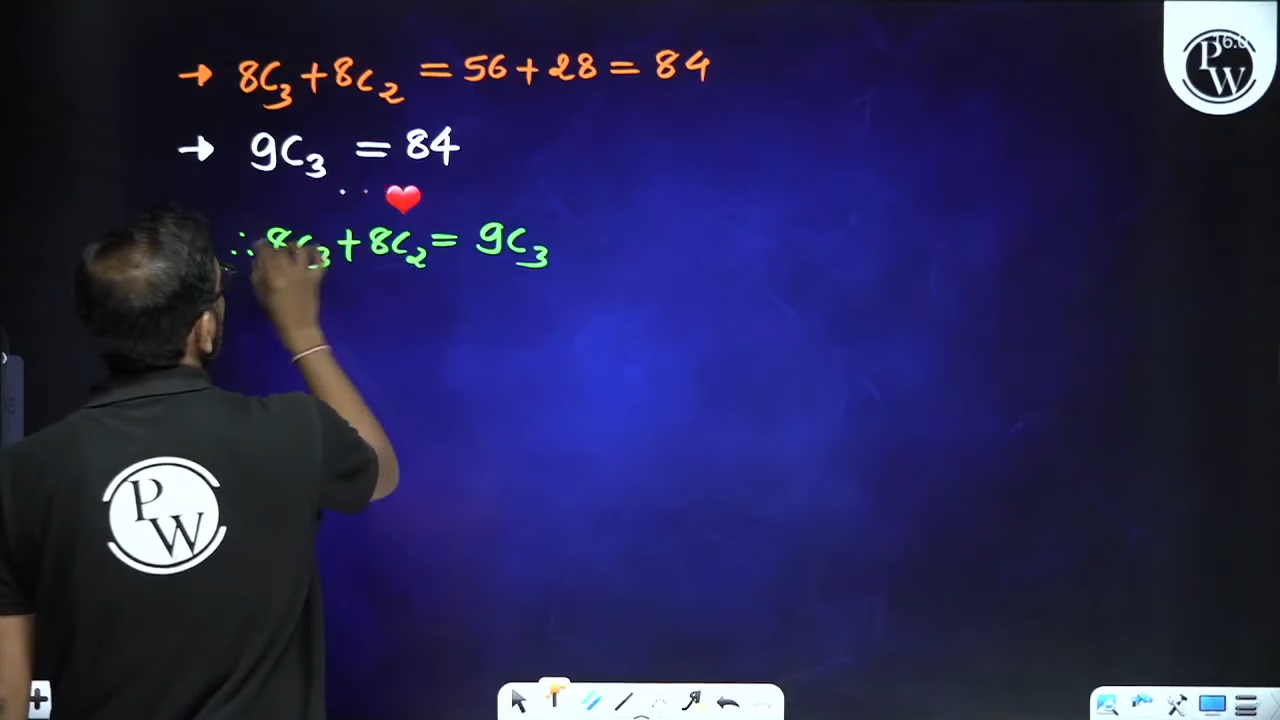 → 8C₃ + 8C₂ = 56 + 28 = 84
→ 9C₃ = 84
∴ 8C₃ + 8C₂ = 9C₃
PW
PW